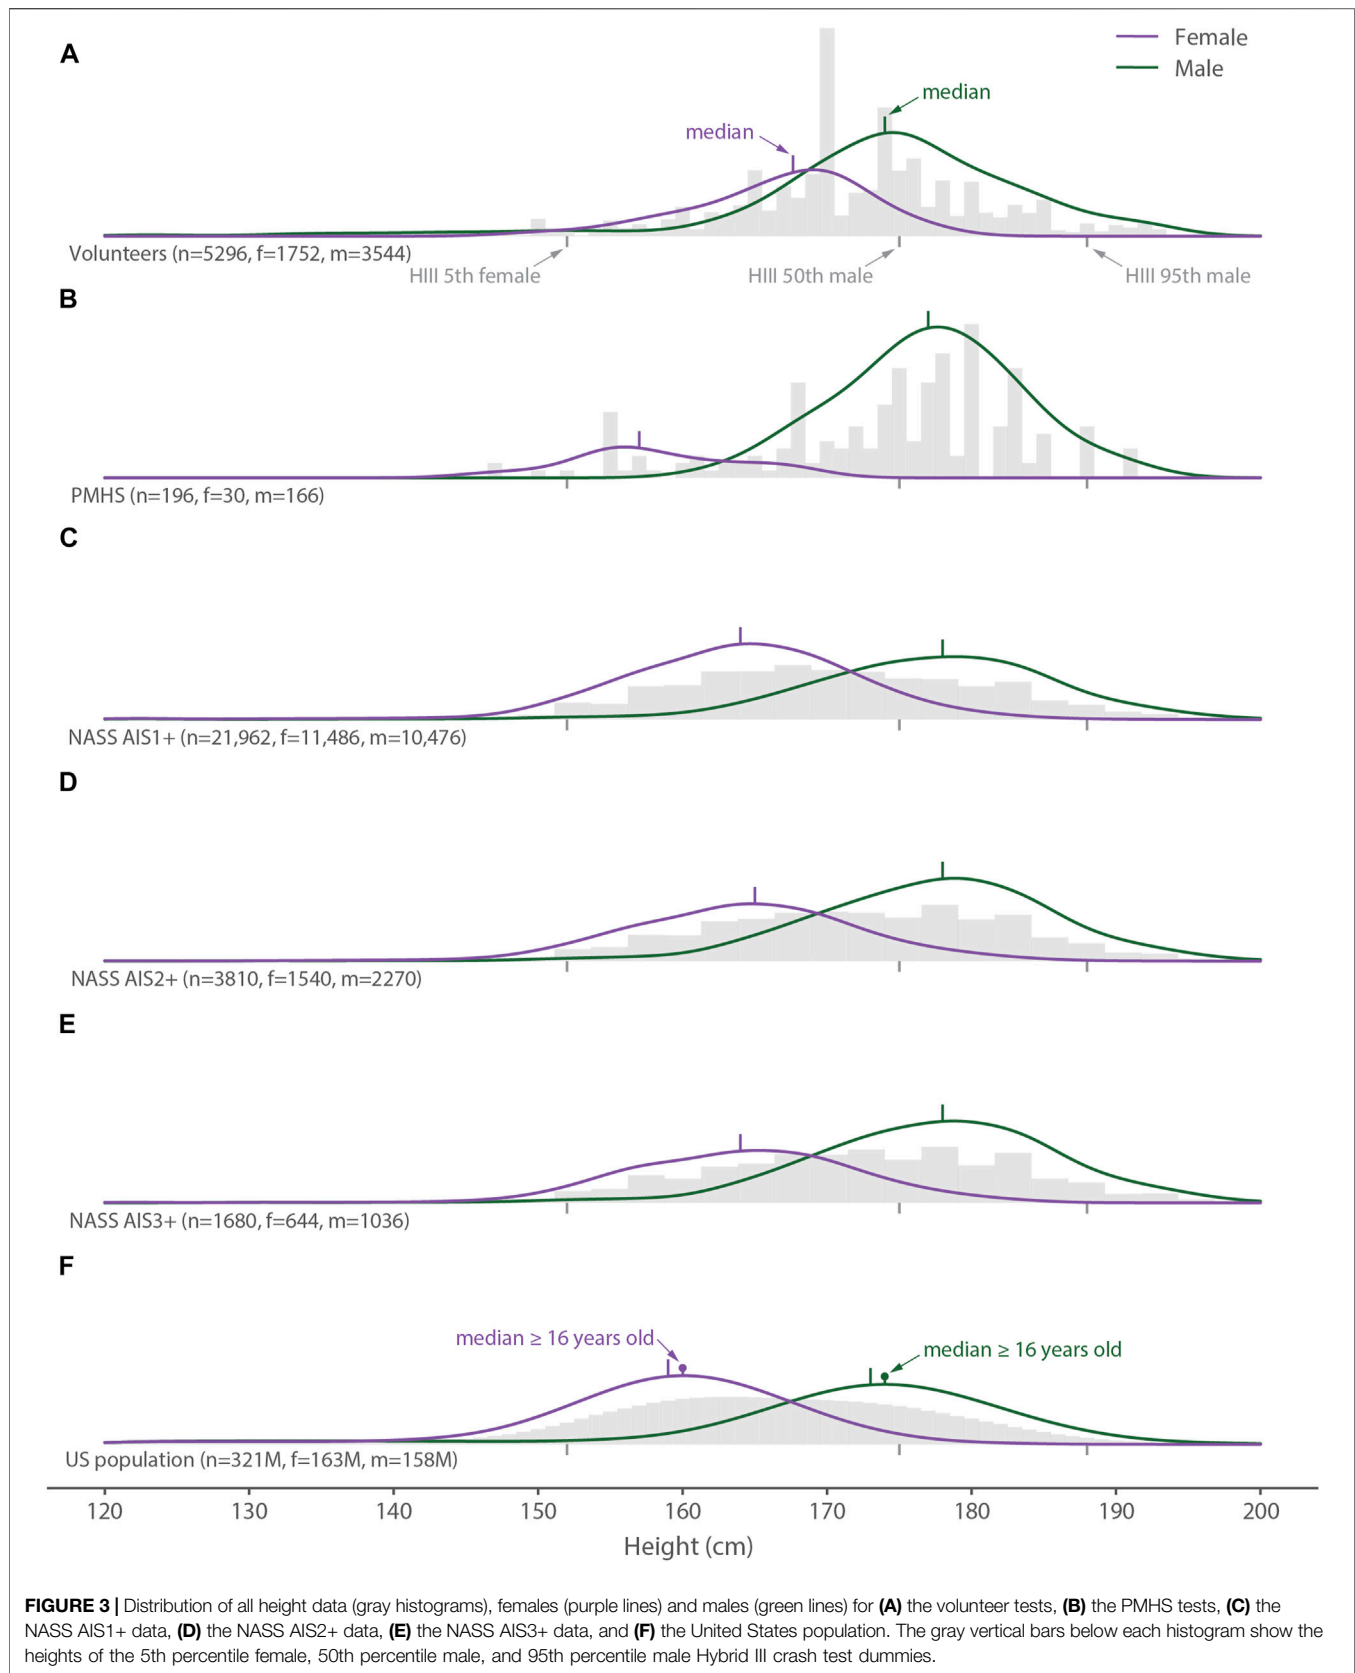 A
Female
Male
median
median
Volunteers (n=5296, f=1752, m=3544)
HIII 5th female
HIII 50th male
HIII 95th male
B
PMHS (n=196, f=30, m=166)
C
NASS AIS1+ (n=21,962, f=11,486, m=10,476)
D
NASS AIS2+ (n=3810, f=1540, m=2270)
E
NASS AIS3+ (n=1680, f=644, m=1036)
F
median ≥ 16 years old
median ≥ 16 years old
US population (n=321M, f=163M, m=158M)
120 130 140 150 160 170 180 190 200
Height (cm)
FIGURE 3 | Distribution of all height data (gray histograms), females (purple lines) and males (green lines) for (A) the volunteer tests, (B) the PMHS tests, (C) the
NASS AIS1+ data, (D) the NASS AIS2+ data, (E) the NASS AIS3+ data, and (F) the United States population. The gray vertical bars below each histogram show the
heights of the 5th percentile female, 50th percentile male, and 95th percentile male Hybrid III crash test dummies.